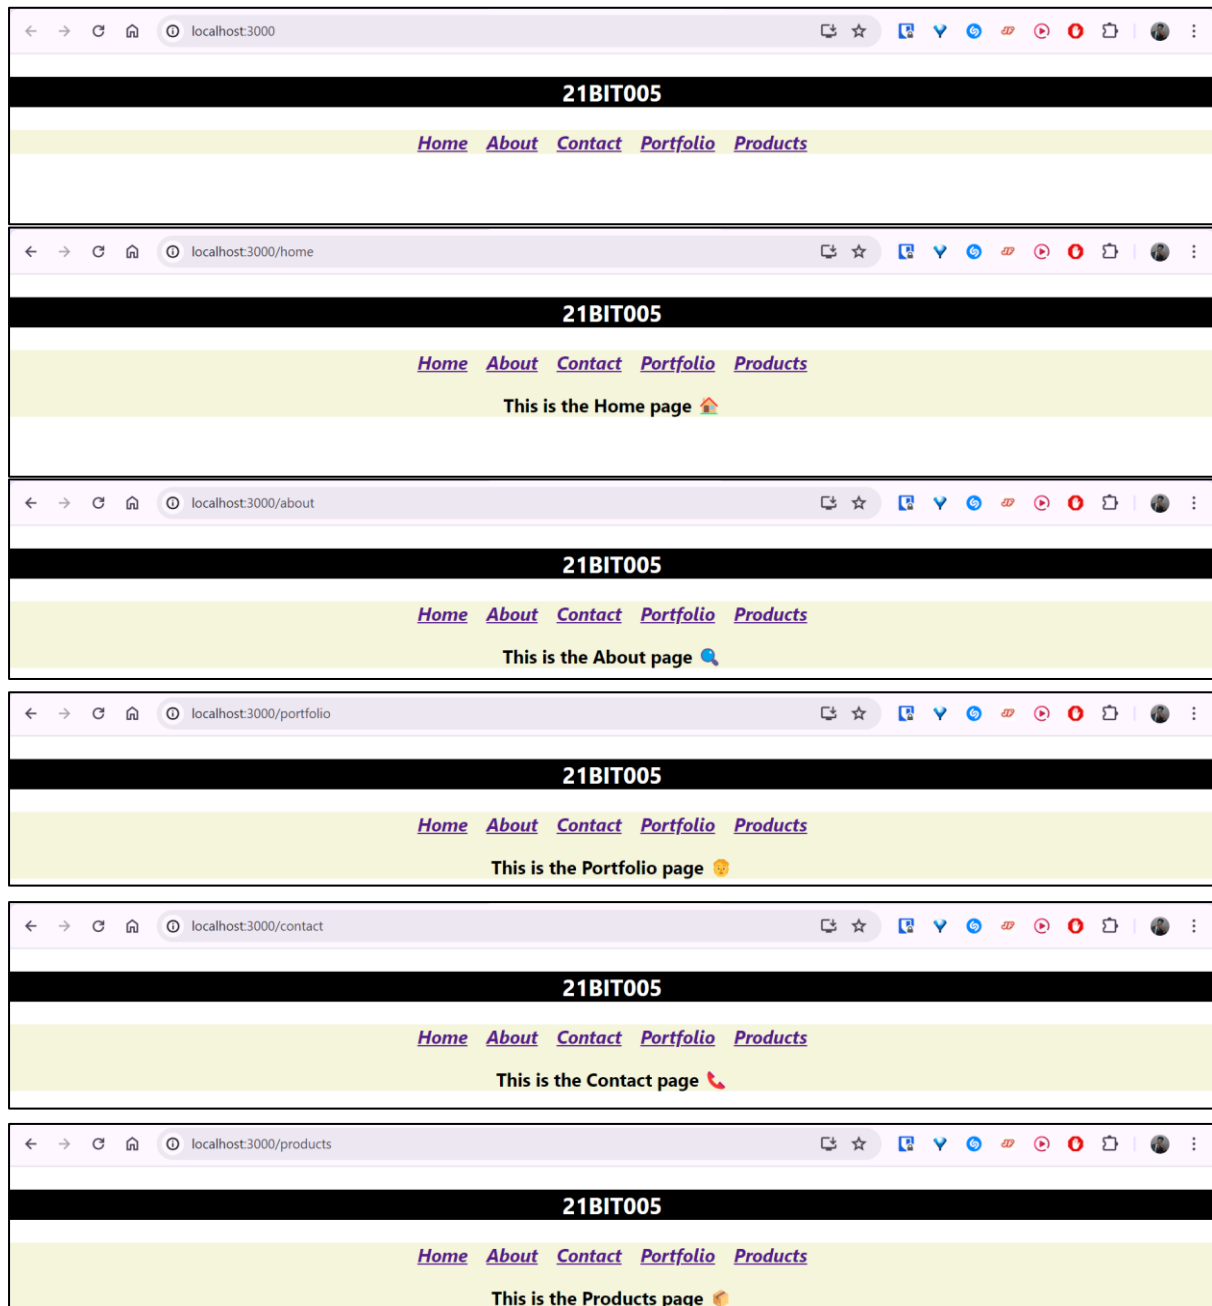 localhost:3000
21BIT005
Home About Contact Portfolio Products
localhost:3000/home
21BIT005
Home About Contact Portfolio Products
This is the Home page 🏠
localhost:3000/about
21BIT005
Home About Contact Portfolio Products
This is the About page 🔍
localhost:3000/portfolio
21BIT005
Home About Contact Portfolio Products
This is the Portfolio page 👴
localhost:3000/contact
21BIT005
Home About Contact Portfolio Products
This is the Contact page 📞
localhost:3000/products
21BIT005
Home About Contact Portfolio Products
This is the Products page 📦